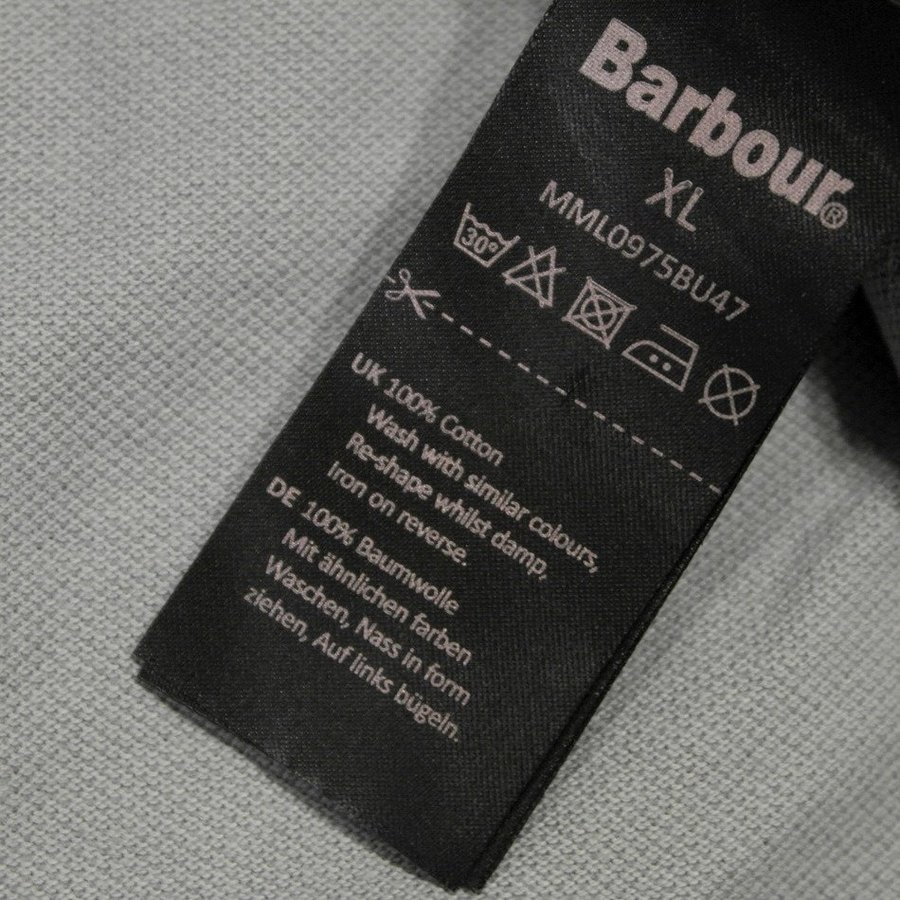 Barbour®
XL
MML0975BU47
30°
UK 100% Cotton
Wash with similar colours,
Re-shape whilst damp,
Iron on reverse.
DE 100% Baumwolle
Mit ähnlichen farben
Waschen, Nass in form
ziehen, Auf links bügeln.